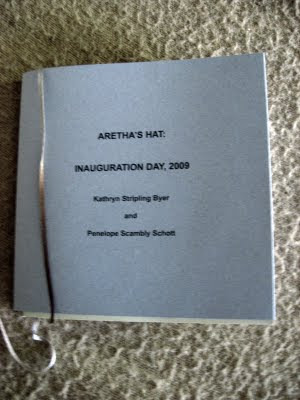 ARETHA'S HAT:
INAUGURATION DAY, 2009
Kathryn Stripling Byer
and
Penelope Scambly Schott